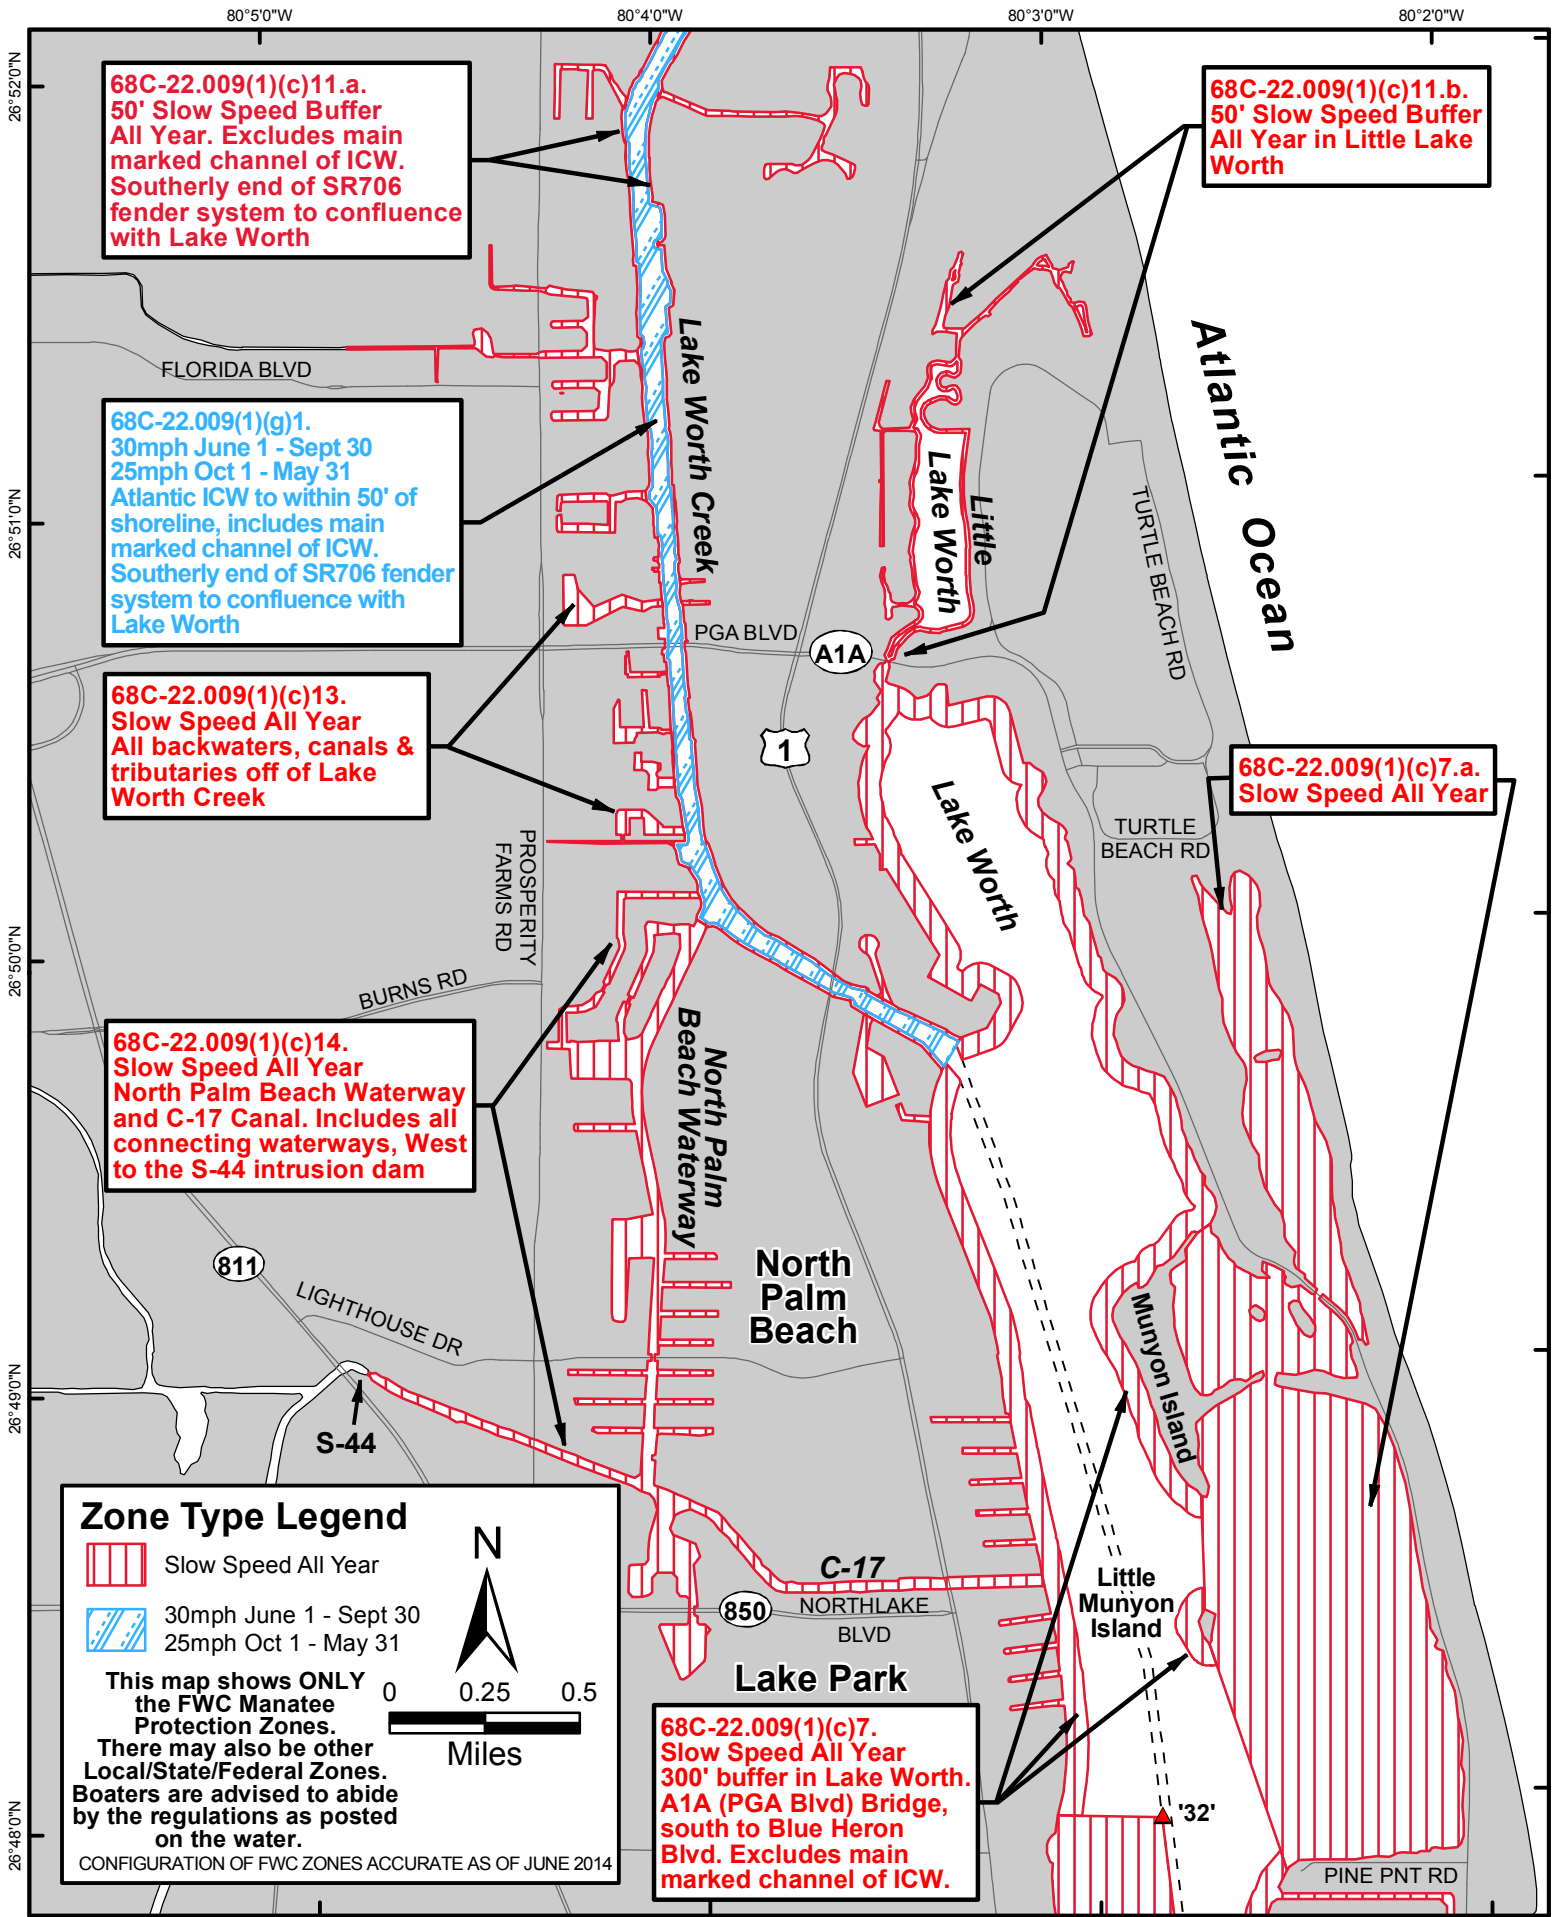 80°5'0"W
80°4'0"W
80°3'0"W
80°2'0"W
26°52'0"N
26°51'0"N
26°50'0"N
26°49'0"N
26°48'0"N
68C-22.009(1)(c)11.a.
50' Slow Speed Buffer
All Year. Excludes main
marked channel of ICW.
Southerly end of SR706
fender system to confluence
with Lake Worth
68C-22.009(1)(c)11.b.
50' Slow Speed Buffer
All Year in Little Lake
Worth
FLORIDA BLVD
68C-22.009(1)(g)1.
30mph June 1 - Sept 30
25mph Oct 1 - May 31
Atlantic ICW to within 50' of
shoreline, includes main
marked channel of ICW.
Southerly end of SR706 fender
system to confluence with
Lake Worth
Lake Worth Creek
Little
Lake Worth
Atlantic Ocean
TURTLE BEACH RD
PGA BLVD
A1A
68C-22.009(1)(c)13.
Slow Speed All Year
All backwaters, canals &
tributaries off of Lake
Worth Creek
1
Lake Worth
68C-22.009(1)(c)7.a.
Slow Speed All Year
TURTLE
BEACH RD
PROSPERITY
FARMS RD
BURNS RD
68C-22.009(1)(c)14.
Slow Speed All Year
North Palm Beach Waterway
and C-17 Canal. Includes all
connecting waterways, West
to the S-44 intrusion dam
North Palm
Beach Waterway
811
LIGHTHOUSE DR
North
Palm
Beach
Munyon Island
S-44
C-17
850
NORTHLAKE
BLVD
Little
Munyon
Island
Lake Park
68C-22.009(1)(c)7.
Slow Speed All Year
300' buffer in Lake Worth.
A1A (PGA Blvd) Bridge,
south to Blue Heron
Blvd. Excludes main
marked channel of ICW.
'32'
PINE PNT RD
Zone Type Legend
Slow Speed All Year
30mph June 1 - Sept 30
25mph Oct 1 - May 31
N
0 0.25 0.5
Miles
This map shows ONLY
the FWC Manatee
Protection Zones.
There may also be other
Local/State/Federal Zones.
Boaters are advised to abide
by the regulations as posted
on the water.
CONFIGURATION OF FWC ZONES ACCURATE AS OF JUNE 2014